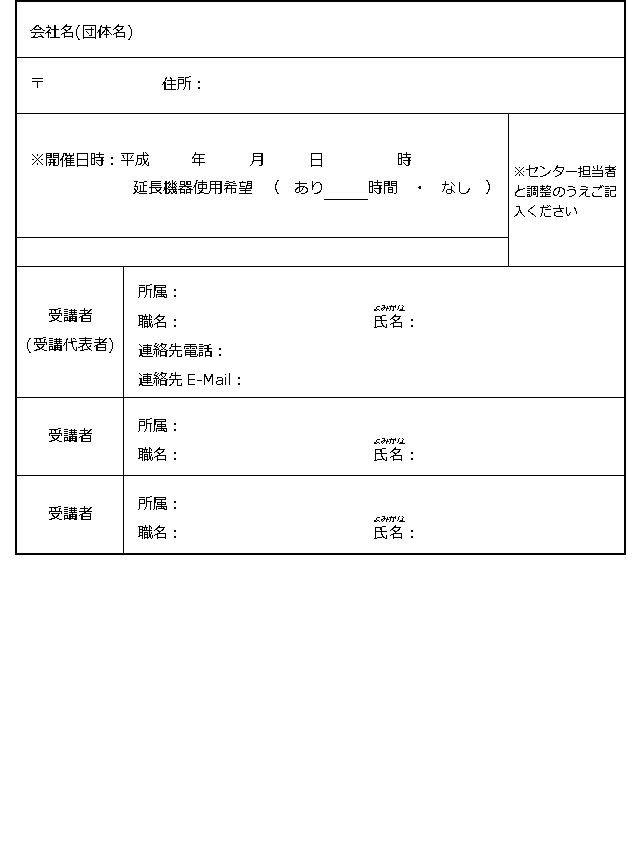 会社名(団体名)
〒　　　　　　　　住所：
※開催日時：平成　　　年　　　月　　　日　　　　　時
延長機器使用希望　（　あり＿＿＿時間　・　なし　）
※センター担当者
と調整のうえご記
入ください
受講者
(受講代表者)
所属：
よみがな
職名：　　　　　　　　　　　　　氏名：
連絡先電話：
連絡先 E-Mail：
受講者
所属：
よみがな
職名：　　　　　　　　　　　　　氏名：
受講者
所属：
よみがな
職名：　　　　　　　　　　　　　氏名：